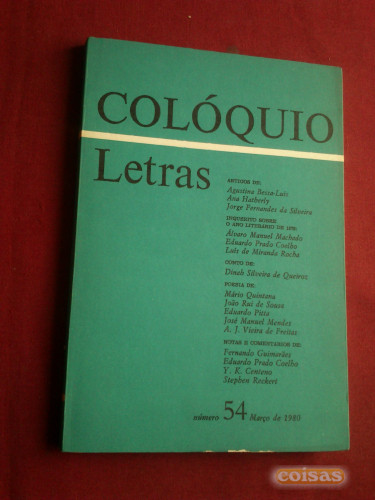 COLÓQUIO
Letras
ARTIGOS DE:
Agustina Bessa-Luís
Ana Hatherly
Jorge Fernandes da Silveira
INQUÉRITO SOBRE
O ANO LITERÁRIO DE 1979:
Álvaro Manuel Machado
Eduardo Prado Coelho
Luís de Miranda Rocha
CONTO DE:
Dinah Silveira de Queiroz
POESIA DE:
Mário Quintana
João Rui de Sousa
Eduardo Pitta
José Manuel Mendes
A. J. Vieira de Freitas
NOTAS E COMENTÁRIOS DE:
Fernando Guimarães
Eduardo Prado Coelho
Y. K. Centeno
Stephen Reckert
número 54 Março de 1980
coisas